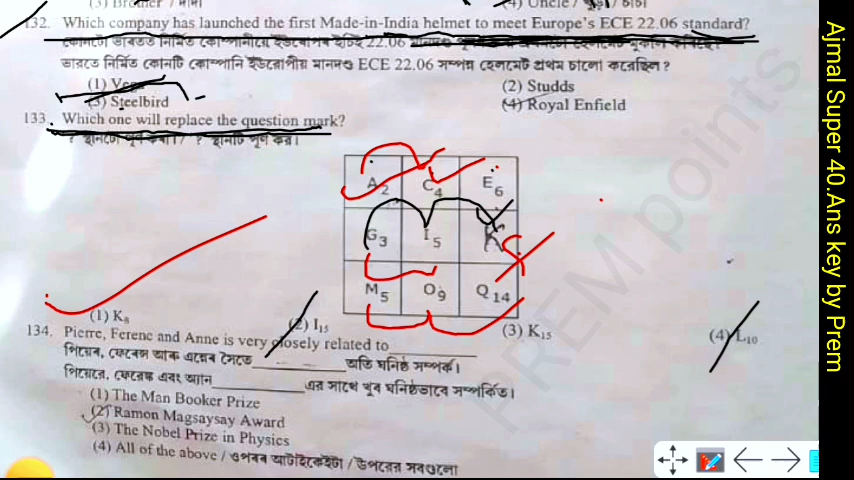 (4) Uncle /
132. Which company has launched the first Made-in-India helmet to meet Europe's ECE 22.06 standard?
ভারতে নির্মিত কোনটি কোম্পানি ইউরোপীয় মানদণ্ড ECE 22.06 সম্পন্ন হেলমেট প্রথম চালো করেছিল?
(1) Vega (2) Studds
(3) Steelbird (4) Royal Enfield
133. Which one will replace the question mark?
A2 C4 E6
G3 I5
M5 O9 Q14
(1) K8 (2) I15 (3) K15 (4) L10
134. Pierre, Ferenc and Anne is very closely related to
অতি ঘনিষ্ঠ সম্পৰ্ক।
পিয়েরে, ফেরেঙ্ক এবং অ্যান এর সাথে খুব ঘনিষ্ঠভাবে সম্পর্কিত।
(1) The Man Booker Prize
(2) Ramon Magsaysay Award
(3) The Nobel Prize in Physics
(4) All of the above / ওপৰৰ আটাইকেইটা / উপরের সবগুলো
PREM points
Ajmal Super 40.Ans key by Prem